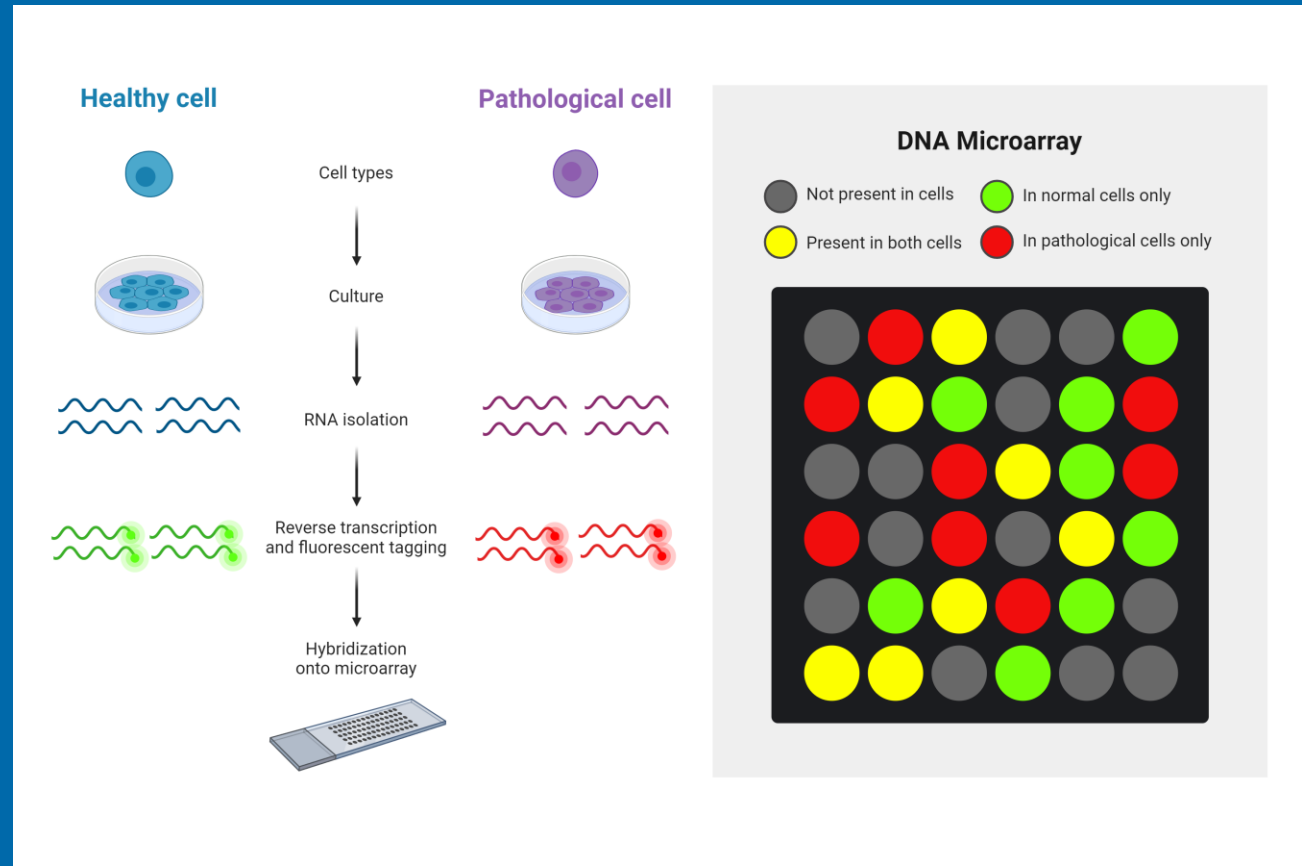 Healthy cell
Pathological cell
Cell types
Culture
RNA isolation
Reverse transcription
and fluorescent tagging
Hybridization
onto microarray
DNA Microarray
Not present in cells
In normal cells only
Present in both cells
In pathological cells only